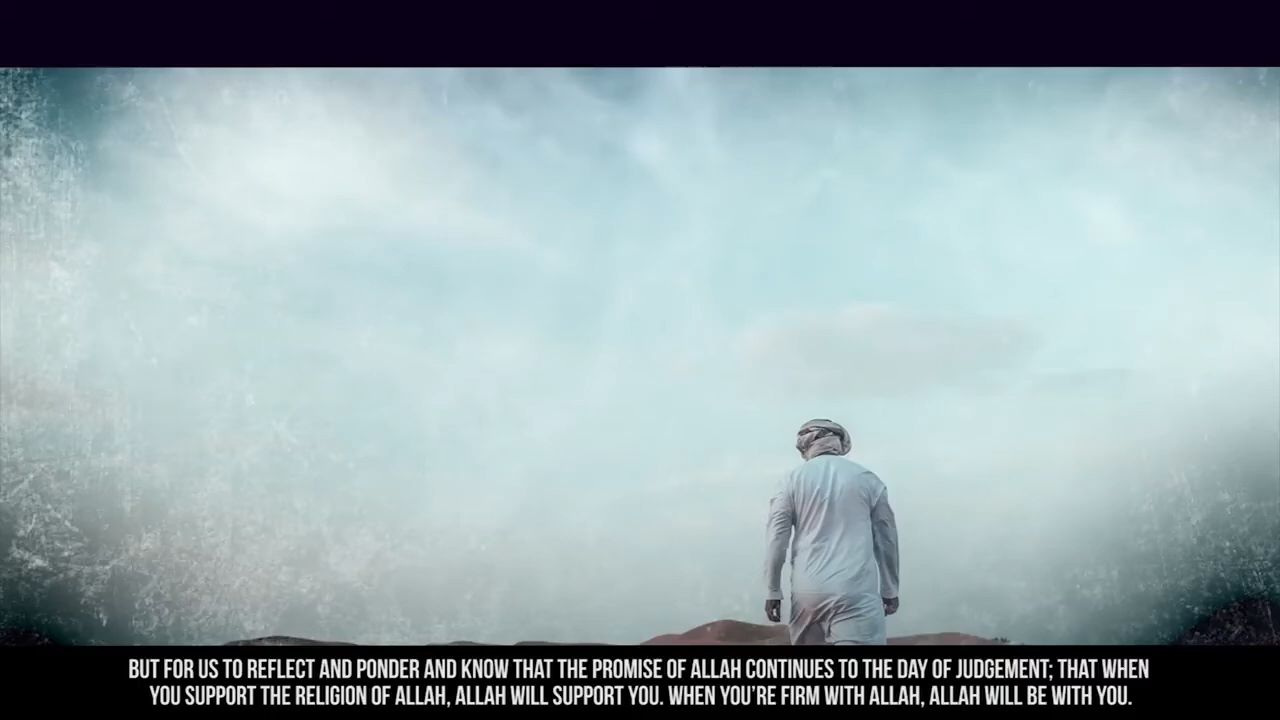 BUT FOR US TO REFLECT AND PONDER AND KNOW THAT THE PROMISE OF ALLAH CONTINUES TO THE DAY OF JUDGEMENT; THAT WHEN
YOU SUPPORT THE RELIGION OF ALLAH, ALLAH WILL SUPPORT YOU. WHEN YOU'RE FIRM WITH ALLAH, ALLAH WILL BE WITH YOU.